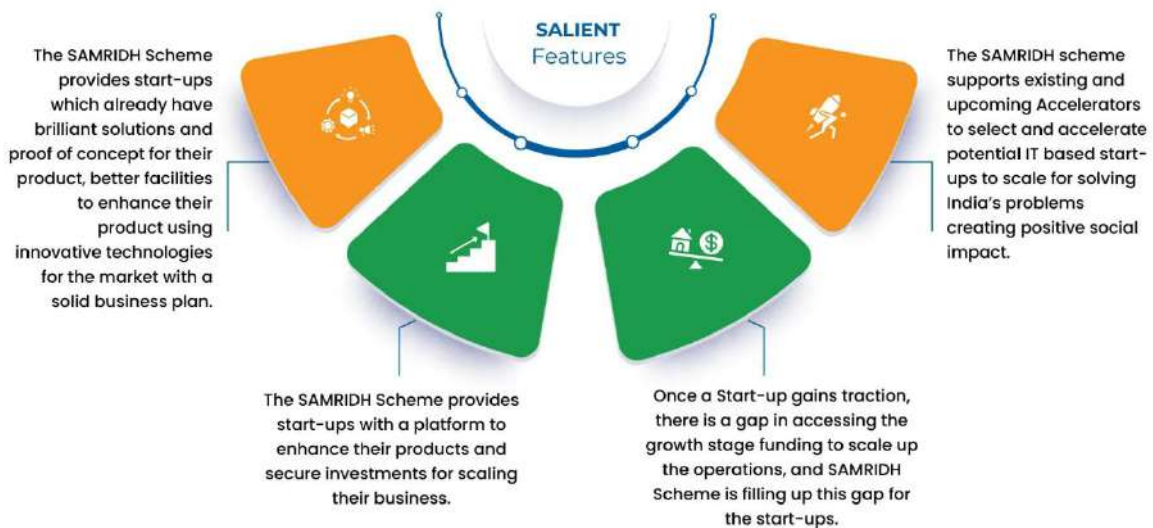 SALIENT
Features
The SAMRIDH Scheme
provides start-ups
which already have
brilliant solutions and
proof of concept for their
product, better facilities
to enhance their
product using
innovative technologies
for the market with a
solid business plan.
The SAMRIDH Scheme provides
start-ups with a platform to
enhance their products and
secure investments for scaling
their business.
Once a Start-up gains traction,
there is a gap in accessing the
growth stage funding to scale up
the operations, and SAMRIDH
Scheme is filling up this gap for
the start-ups.
The SAMRIDH scheme
supports existing and
upcoming Accelerators
to select and accelerate
potential IT based start-
ups to scale for solving
India's problems
creating positive social
impact.